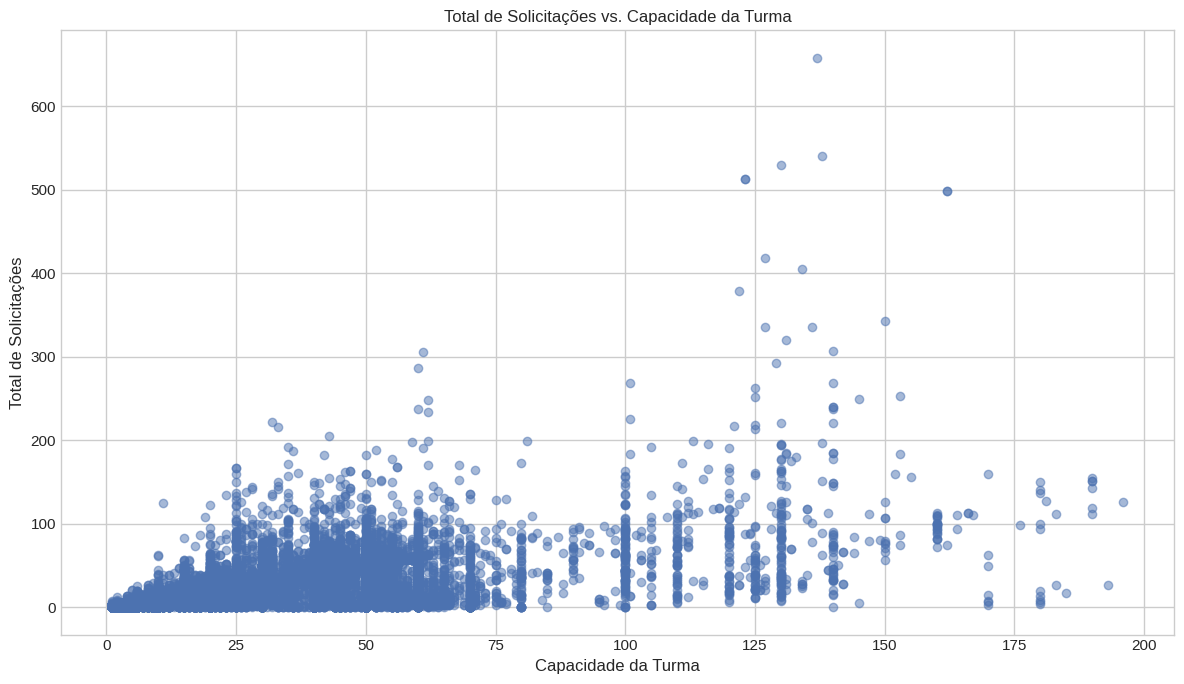 Total de Solicitações vs. Capacidade da Turma
Total de Solicitações
600
500
400
300
200
100
0
0 25 50 75 100 125 150 175 200
Capacidade da Turma